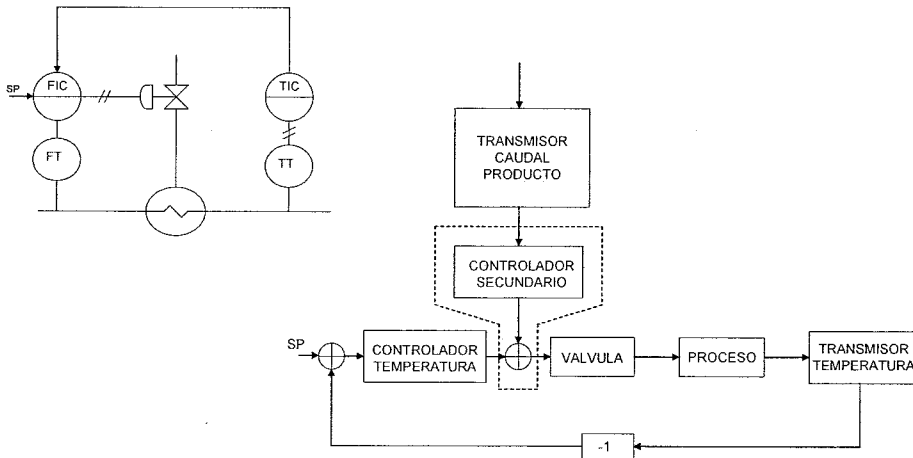 SP
FIC
TIC
FT
TT
TRANSMISOR
CAUDAL
PRODUCTO
CONTROLADOR
SECUNDARIO
SP
CONTROLADOR
TEMPERATURA
VALVULA
PROCESO
TRANSMISOR
TEMPERATURA
-1